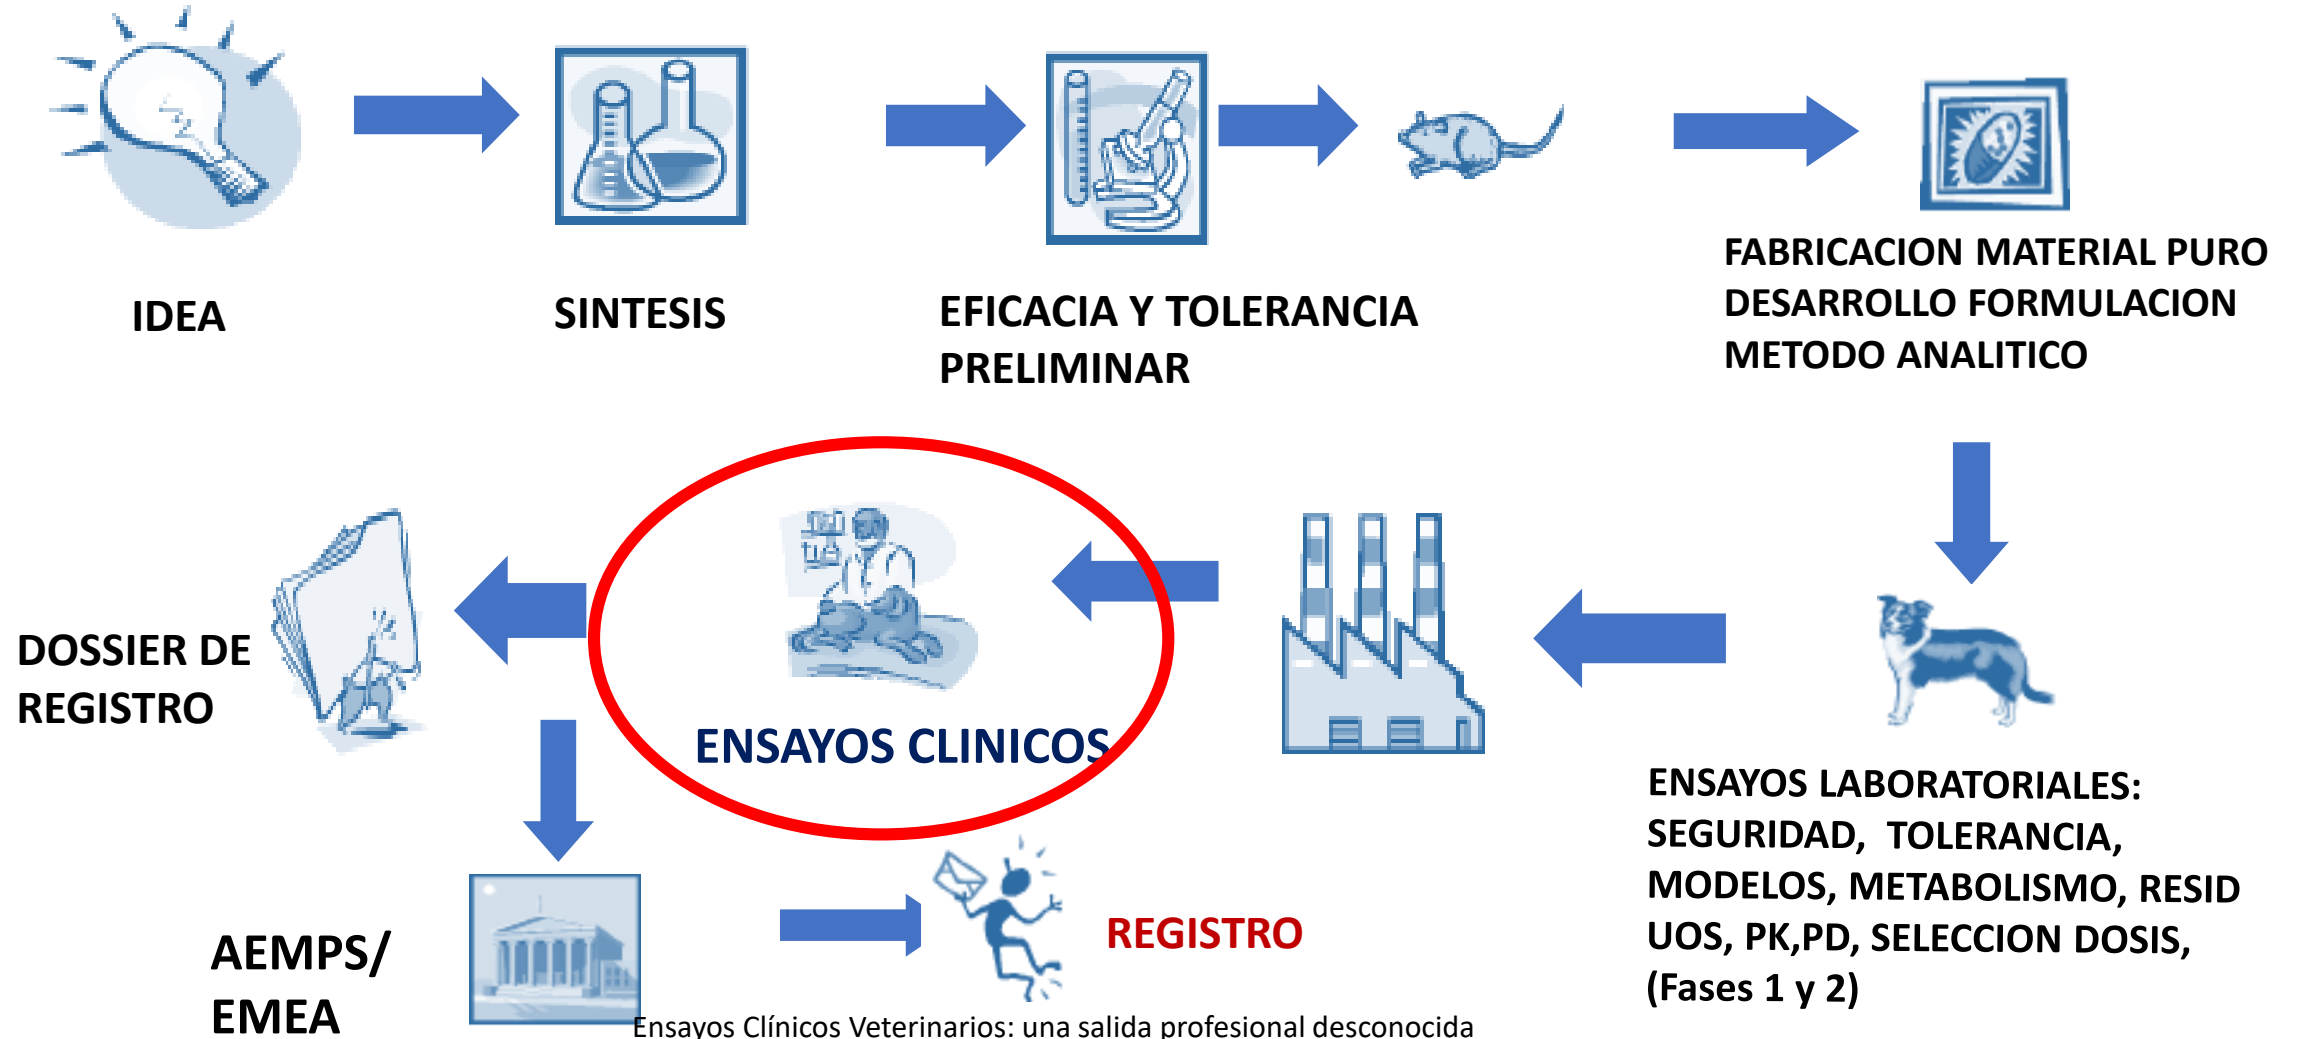 IDEA
SINTESIS
EFICACIA Y TOLERANCIA
PRELIMINAR
FABRICACION MATERIAL PURO
DESARROLLO FORMULACION
METODO ANALITICO
ENSAYOS LABORATORIALES:
SEGURIDAD, TOLERANCIA,
MODELOS, METABOLISMO, RESID
UOS, PK,PD, SELECCION DOSIS,
(Fases 1 y 2)
ENSAYOS CLINICOS
DOSSIER DE
REGISTRO
AEMPS/
EMEA
REGISTRO
Ensayos Clínicos Veterinarios: una salida profesional desconocida